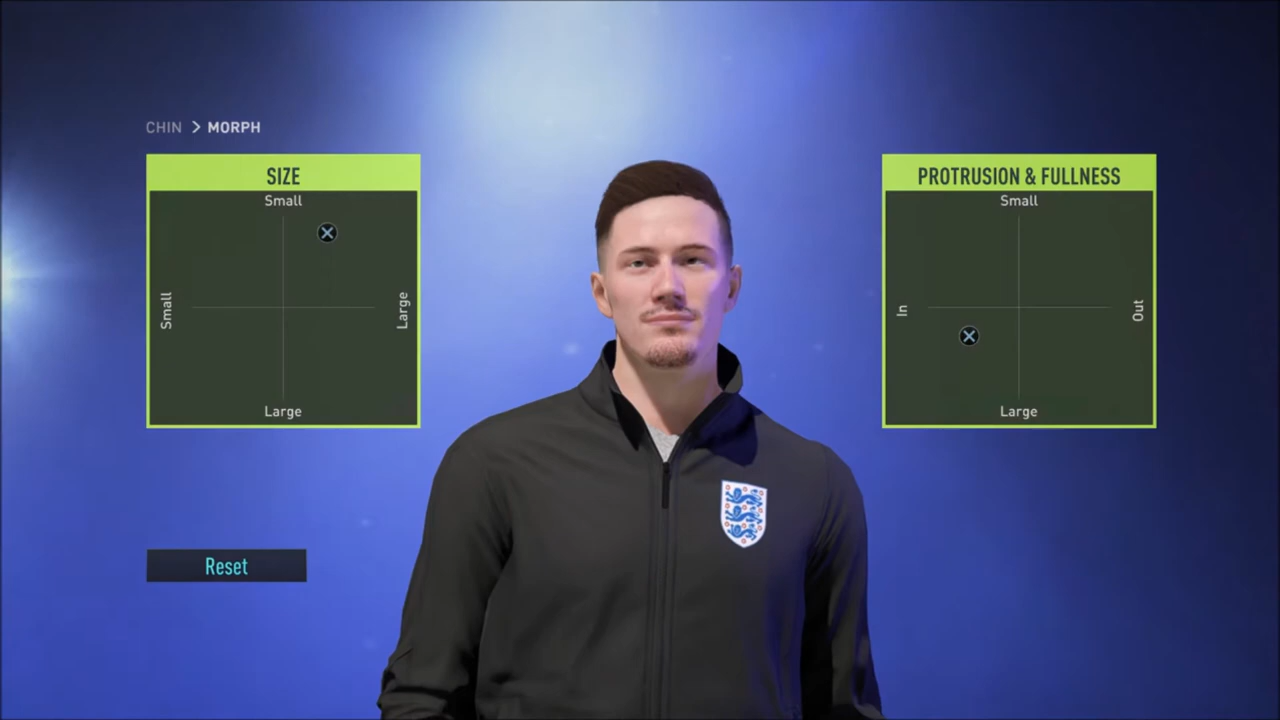 CHIN > MORPH
SIZE
Small
Small
Large
Large
PROTRUSION & FULLNESS
Small
In
Out
Large
Reset